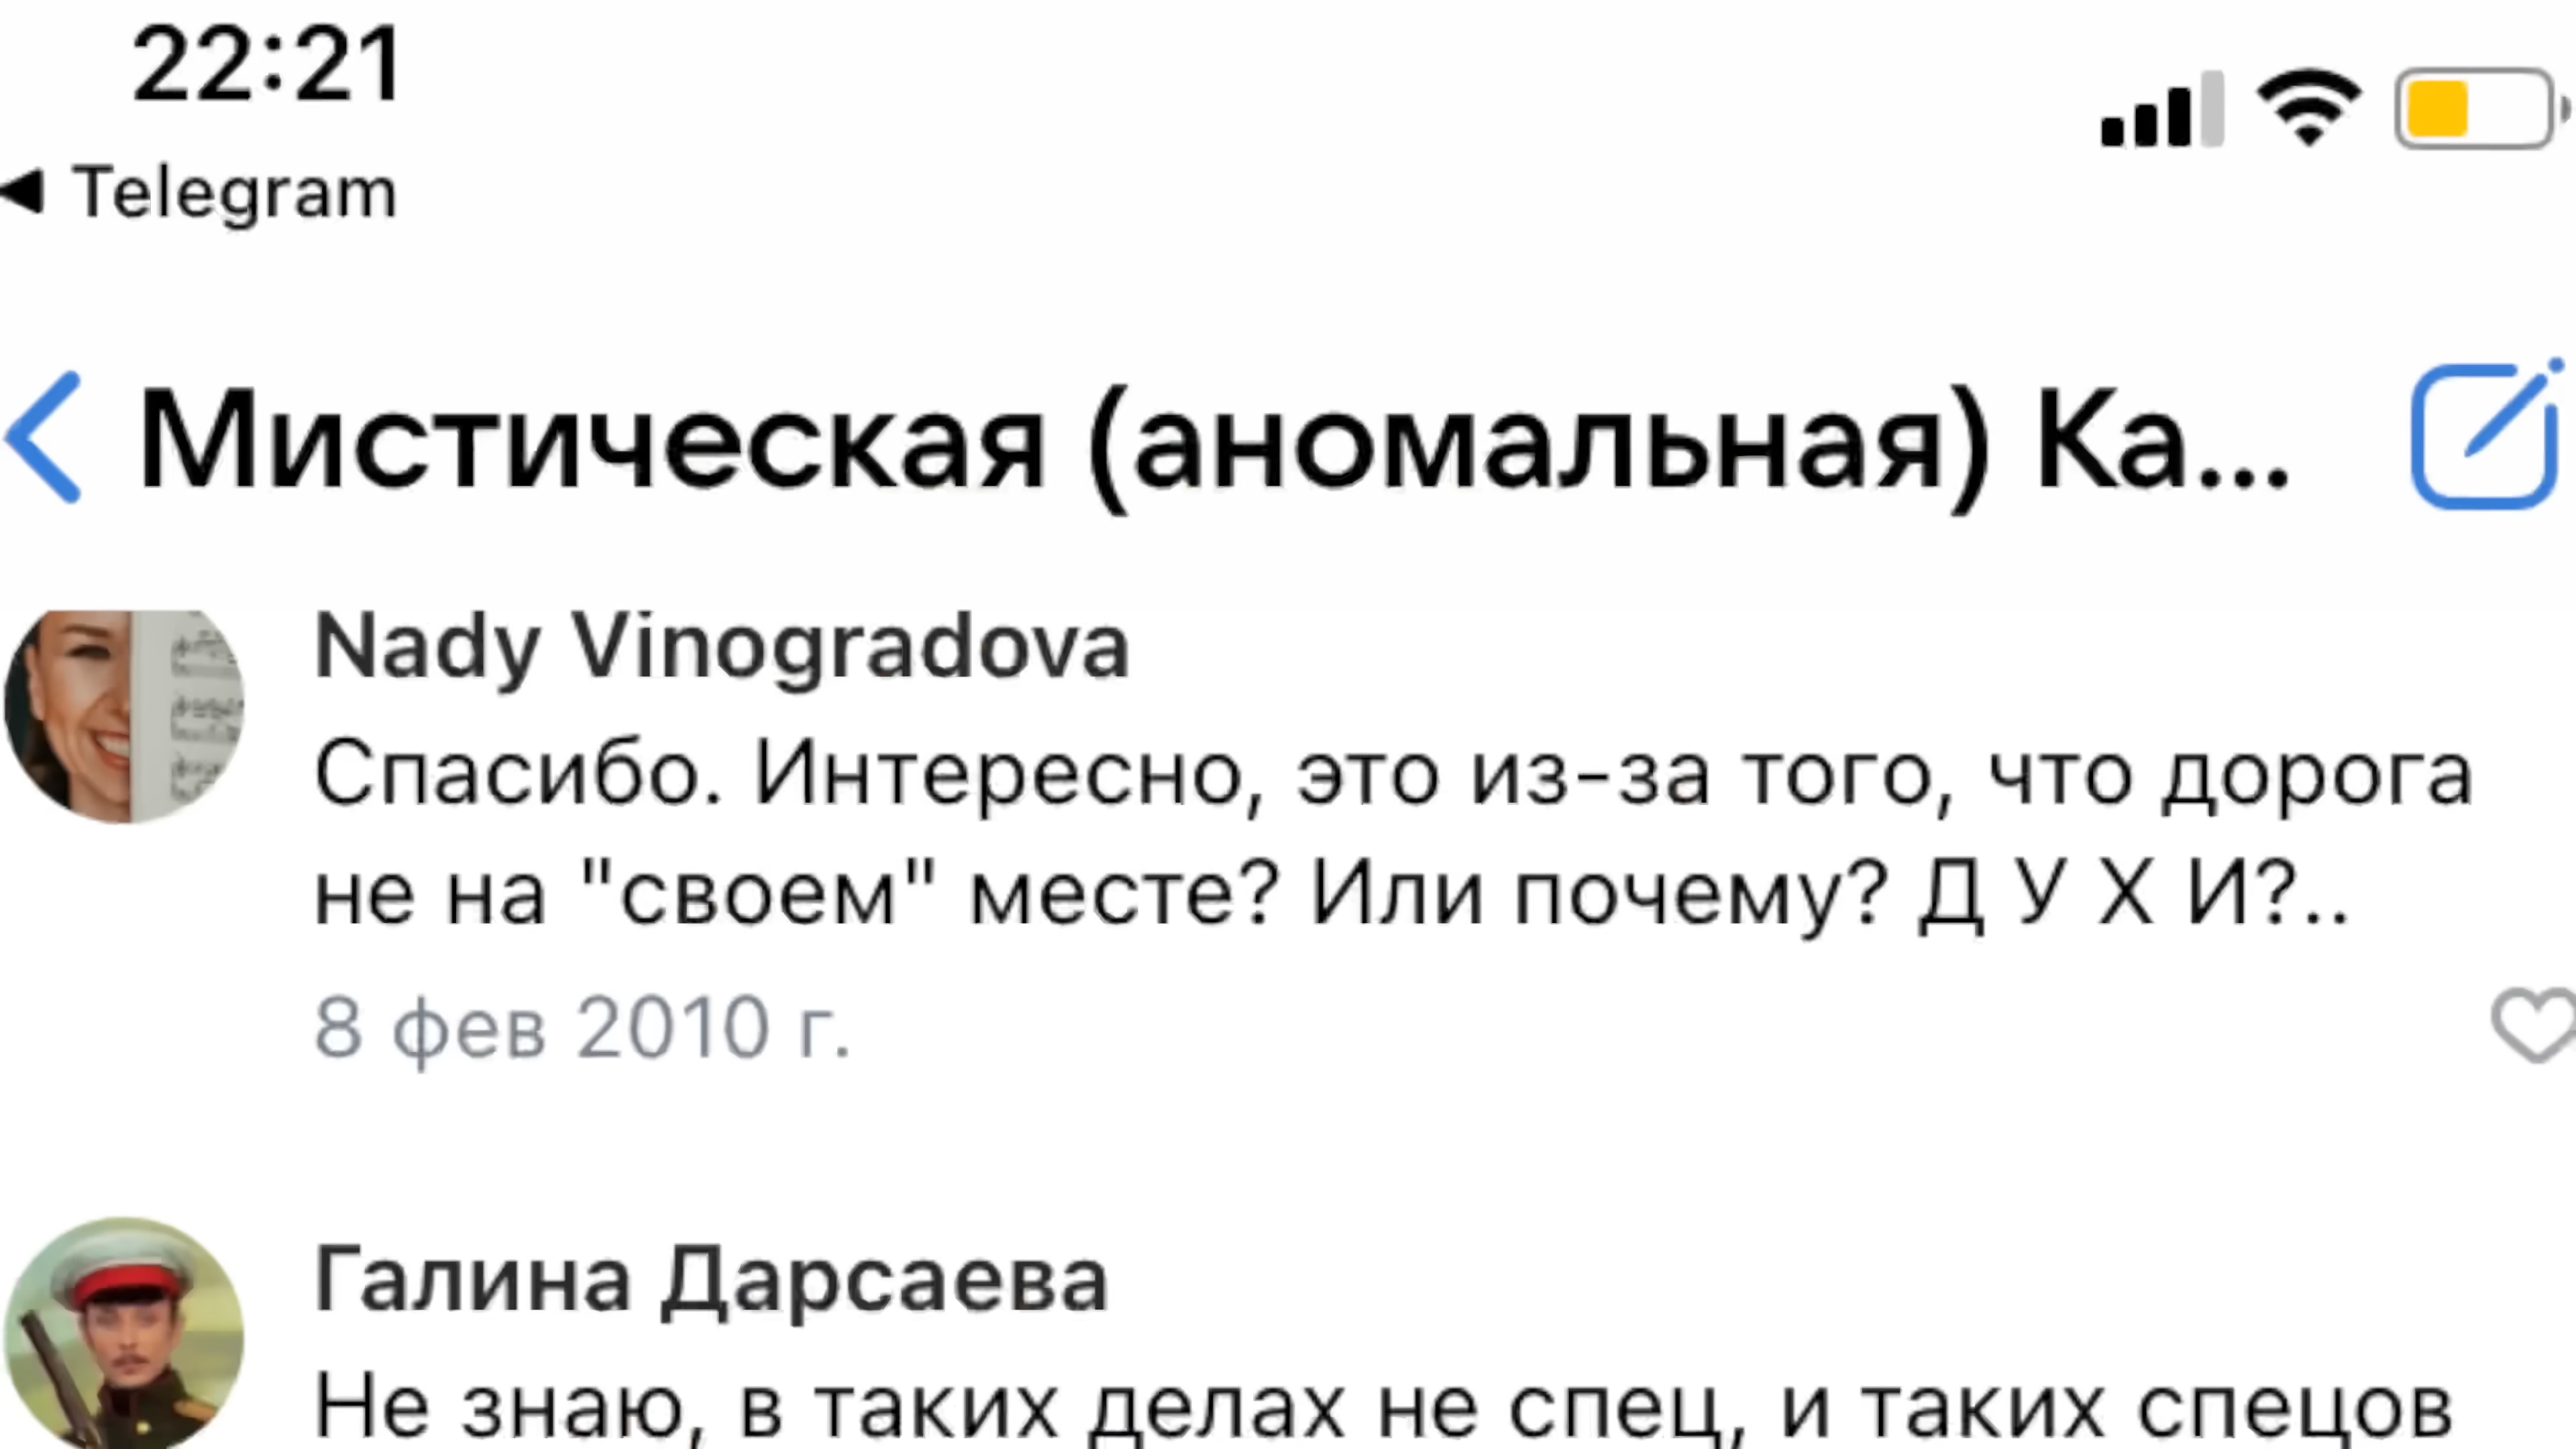 22:21
Telegram
Мистическая (аномальная) Ка...
Nady Vinogradova
Спасибо. Интересно, это из-за того, что дорога
не на "своем" месте? Или почему? Д У Х И?..
8 фев 2010 г.
Галина Дарсаева
Не знаю, в таких делах не спец, и таких спецов